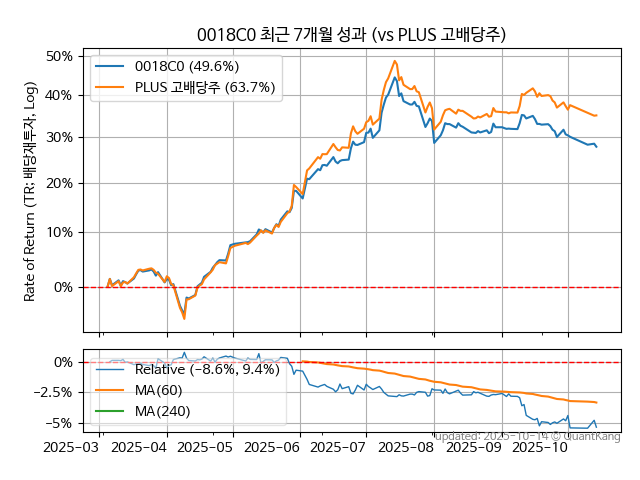 0018C0 최근 7개월 성과 (vs PLUS 고배당주)
Rate of Return (TR: 배당재투자, Log)
50%
40%
30%
20%
10%
0%
0018C0 (49.6%)
PLUS 고배당주 (63.7%)
0%
−2.5%
−5%
Relative (−8.6%, 9.4%)
MA(60)
MA(240)
updated: 2025-10-14 © QuantKang
2025−03 2025−04 2025−05 2025−06 2025−07 2025−08 2025−09 2025−10